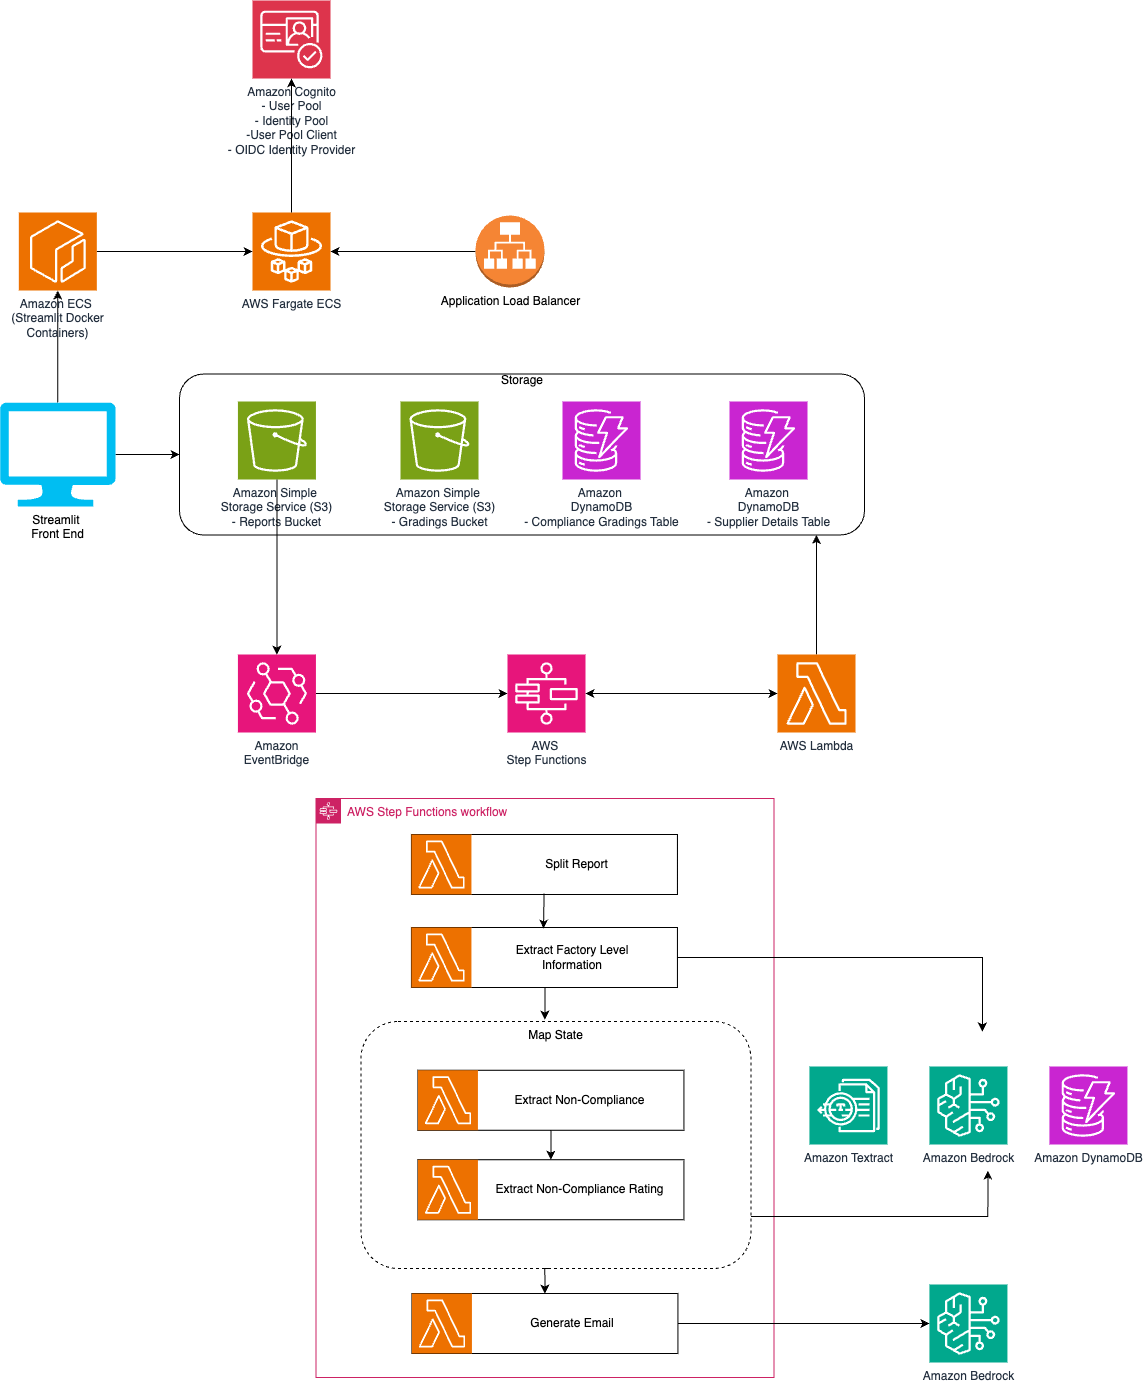 Amazon Cognito
- User Pool
- Identity Pool
-User Pool Client
- OIDC Identity Provider
Amazon ECS
(Streamlit Docker
Containers)
AWS Fargate ECS
Application Load Balancer
Storage
Amazon Simple
Storage Service (S3)
- Reports Bucket
Amazon Simple
Storage Service (S3)
- Gradings Bucket
Amazon
DynamoDB
- Compliance Gradings Table
Amazon
DynamoDB
- Supplier Details Table
Streamlit
Front End
Amazon
EventBridge
AWS
Step Functions
AWS Lambda
AWS Step Functions workflow
Split Report
Extract Factory Level
Information
Map State
Extract Non-Compliance
Extract Non-Compliance Rating
Amazon Textract
Amazon Bedrock
Amazon DynamoDB
Generate Email
Amazon Bedrock